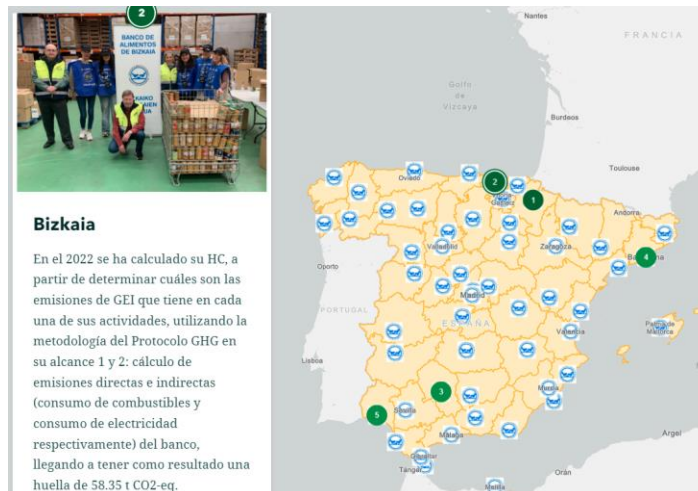 2
BANCO DE
ALIMENTOS
DE BIZKAIA
Bizkaia
En el 2022 se ha calculado su HC, a
partir de determinar cuáles son las
emisiones de GEI que tiene en cada
una de sus actividades, utilizando la
metodología del Protocolo GHG en
su alcance 1 y 2: cálculo de
emisiones directas e indirectas
(consumo de combustibles y
consumo de electricidad
respectivamente) del banco,
llegando a tener como resultado una
huella de 58.35 t CO2-eq.
Nantes
FRANCIA
Golfo
de
Vizcaya
Burdeos
Toulouse
Oviedo
2
1
Andorra
Valladolid
Zaragoza
4
Oporto
Madrid
PORTUGAL
ESPAÑA
Valencia
Palma de
Mallorca
Lisboa
3
5
Sevilla
Murcia
Málaga
Gibraltar
Tánger
Argel
Orán
Melilla